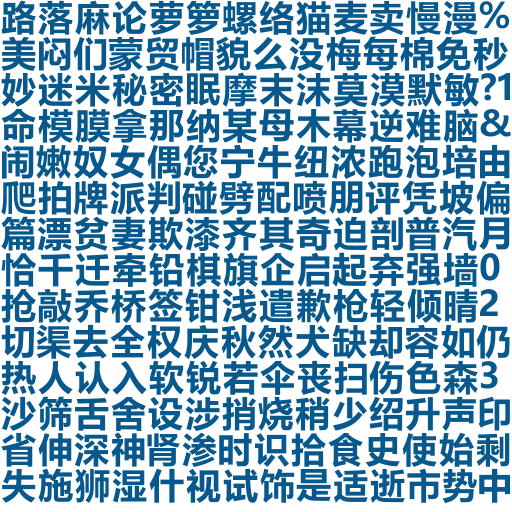 路落麻论萝箩螺络猫麦卖慢漫%
美闷们蒙贸帽貌么没梅每棉免秒
妙迷米秘密眠摩末沫莫漠默敏?1
命模膜拿那纳某母木幕逆难脑&
闹嫩奴女偶您宁牛纽浓跑泡培由
爬拍牌派判碰劈配喷朋评凭坡偏
篇漂贫妻欺漆齐其奇迫剖普汽月
恰千迁牵铅棋旗企启起弃强墙0
抢敲乔桥签钳浅遣歉枪轻倾晴2
切渠去全权庆秋然犬缺却容如仍
热人认入软锐若伞丧扫伤色森3
沙筛舌舍设涉捎烧稍少绍升声印
省伸深神肾渗时识拾食史使始剩
失施狮湿什视试饰是适逝市势中